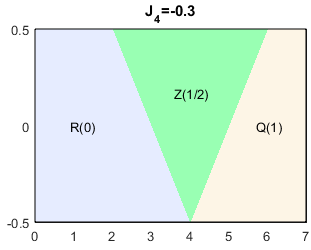 J4=-0.3
0.5
Z(1/2)
0 R(0) Q(1)
-0.5
0 1 2 3 4 5 6 7